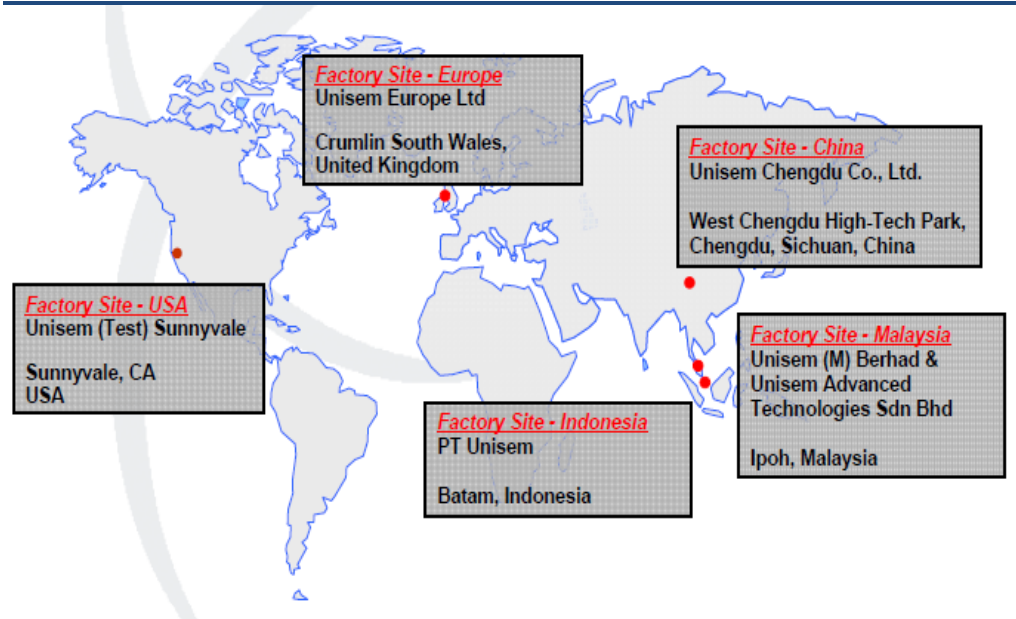 Factory Site - Europe
Unisem Europe Ltd
Crumlin South Wales,
United Kingdom
Factory Site - China
Unisem Chengdu Co., Ltd.
West Chengdu High-Tech Park,
Chengdu, Sichuan, China
Factory Site - USA
Unisem (Test) Sunnyvale
Sunnyvale, CA
USA
Factory Site - Malaysia
Unisem (M) Berhad &
Unisem Advanced
Technologies Sdn Bhd
Ipoh, Malaysia
Factory Site - Indonesia
PT Unisem
Batam, Indonesia